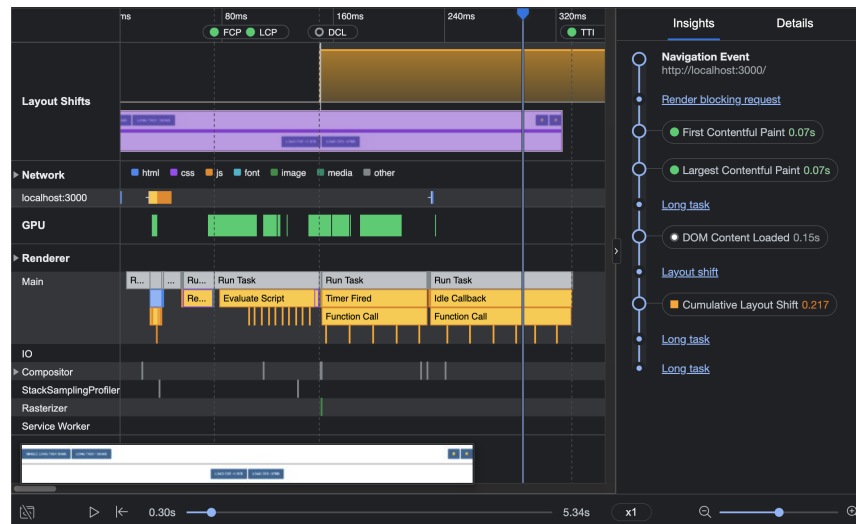 ms
80ms
160ms
240ms
320ms
FCP
LCP
DCL
TTI
Layout Shifts
Network
html
css
js
font
image
media
other
localhost:3000
GPU
Renderer
Main
R...
...
Ru...
Run Task
Run Task
Run Task
Re...
Evaluate Script
Timer Fired
Idle Callback
Function Call
Function Call
IO
Compositor
StackSamplingProfiler
Rasterizer
Service Worker
0.30s
5.34s
x1
Insights
Details
Navigation Event
http://localhost:3000/
Render blocking request
First Contentful Paint 0.07s
Largest Contentful Paint 0.07s
Long task
DOM Content Loaded 0.15s
Layout shift
Cumulative Layout Shift 0.217
Long task
Long task